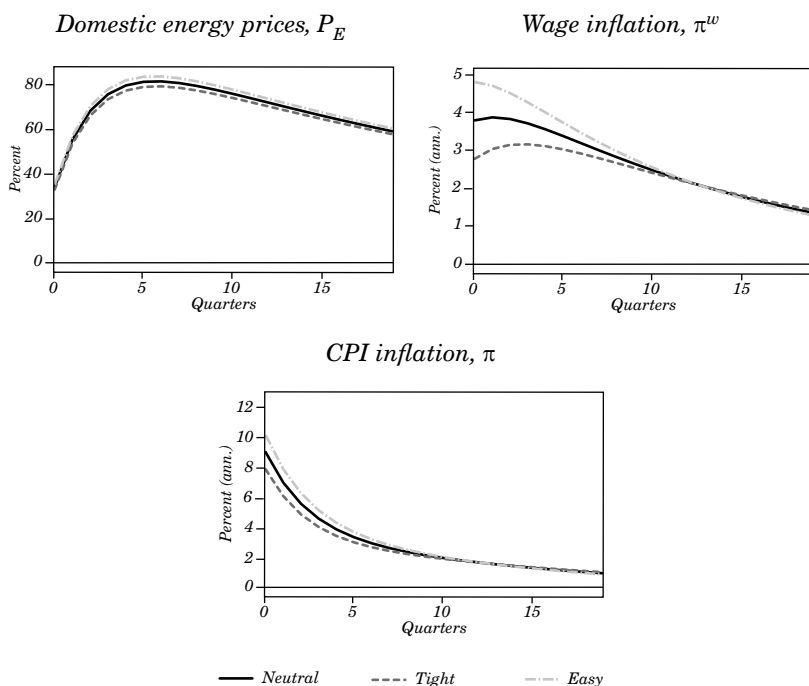 Domestic energy prices, P_E
Wage inflation, π^w
Percent
80
60
40
20
0
0 5 10 15
Quarters
Percent (ann.)
5
4
3
2
1
0
0 5 10 15
Quarters
CPI inflation, π
Percent (ann.)
12
10
8
6
4
2
0
0 5 10 15
Quarters
Neutral Tight Easy